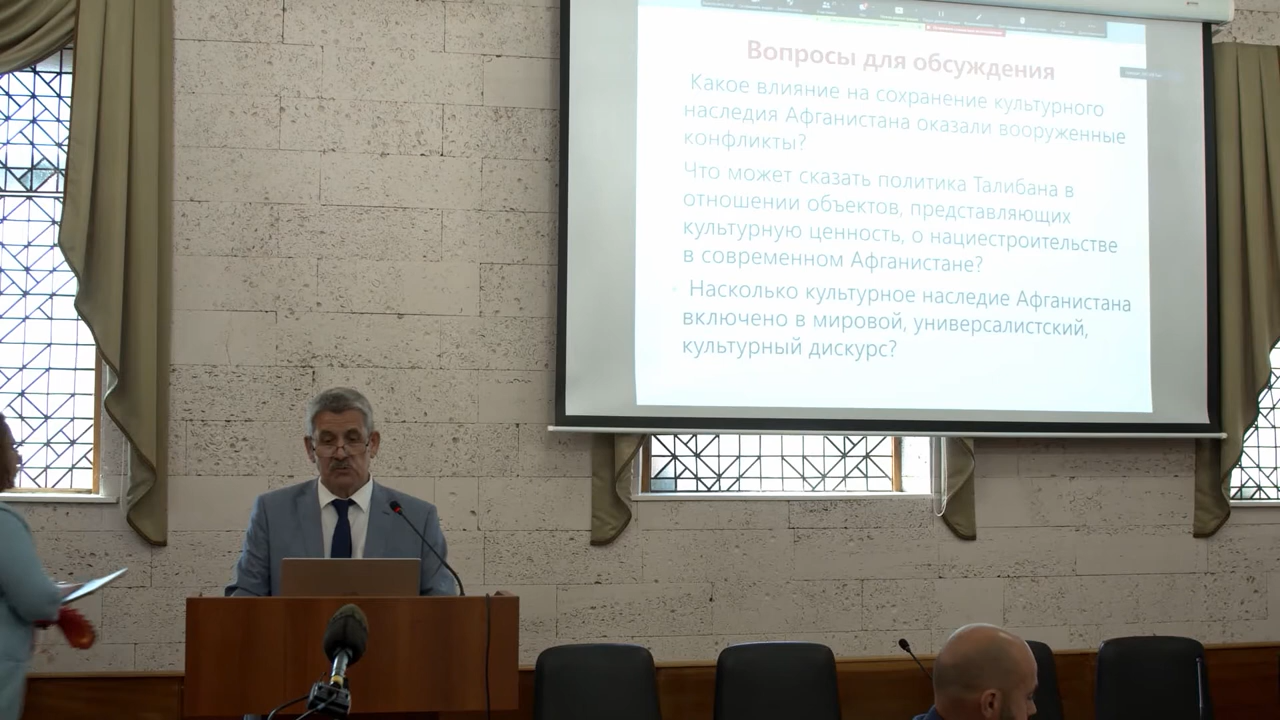 Вопросы для обсуждения
Какое влияние на сохранение культурного
наследия Афганистана оказали вооруженные
конфликты?
Что может сказать политика Талибана в
отношении объектов, представляющих
культурную ценность, о нациестроительстве
в современном Афганистане?
Насколько культурное наследие Афганистана
включено в мировой, универсалистский,
культурный дискурс?